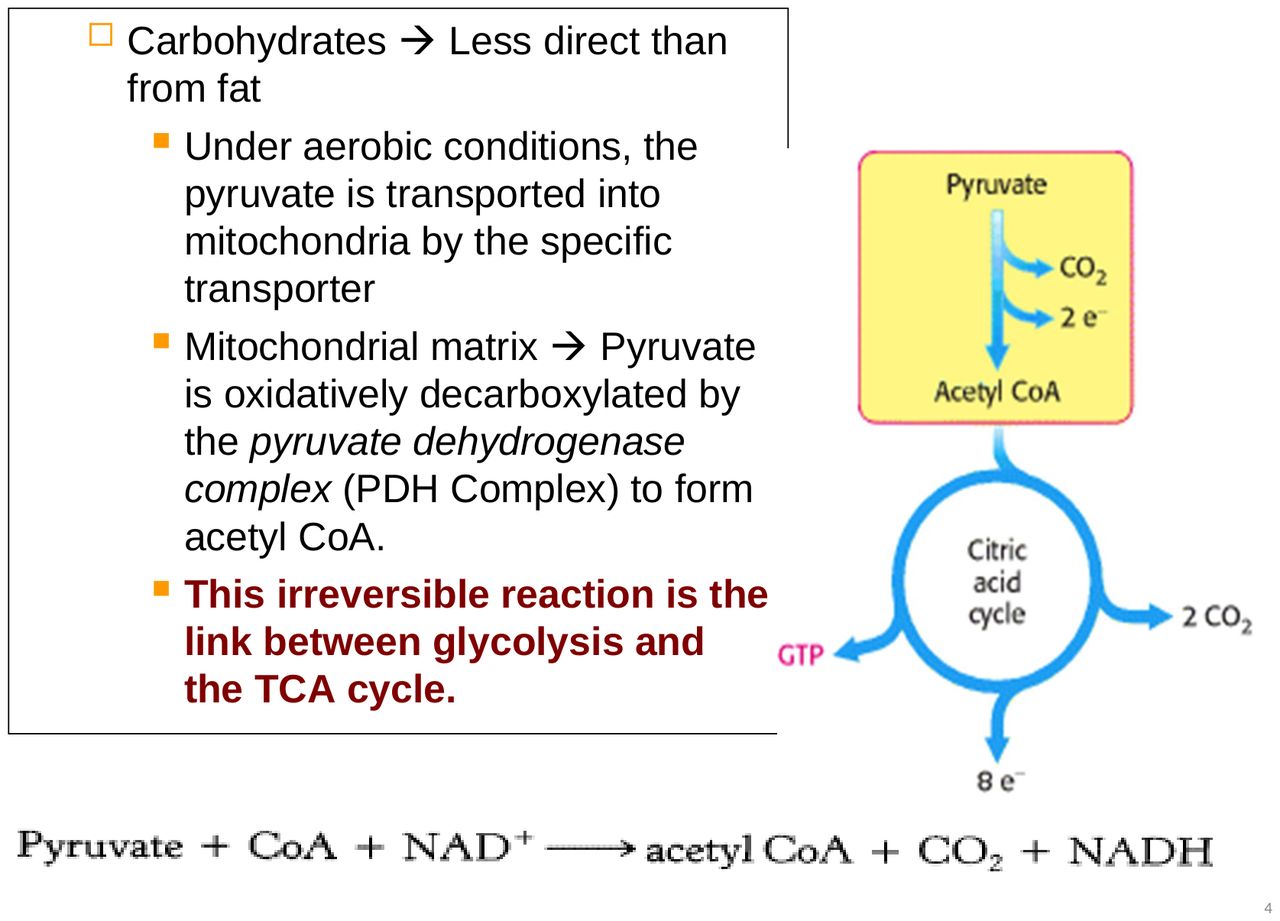 Carbohydrates → Less direct than
from fat
Under aerobic conditions, the
pyruvate is transported into
mitochondria by the specific
transporter
Mitochondrial matrix → Pyruvate
is oxidatively decarboxylated by
the pyruvate dehydrogenase
complex (PDH Complex) to form
acetyl CoA.
This irreversible reaction is the
link between glycolysis and
the TCA cycle.
Pyruvate
CO₂
2 e⁻
Acetyl CoA
Citric
acid
cycle
2 CO₂
GTP
8 e⁻
Pyruvate + CoA + NAD⁺ ⟶ acetyl CoA + CO₂ + NADH
4